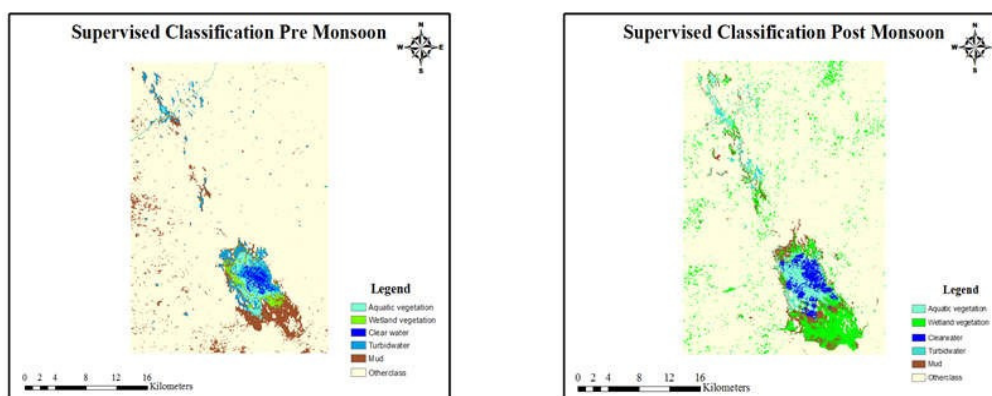 Supervised Classification Pre Monsoon
N
W E
S
Legend
Aquatic vegetation
Wetland vegetation
Clear water
Turbidwater
Mud
Otherclass
0 2 4 8 12 16
Kilometers
Supervised Classification Post Monsoon
N
W E
S
Legend
Aquatic vegetation
Wetland vegetation
Clearwater
Turbidwater
Mud
Otherclass
0 2 4 8 12 16
Kilometers